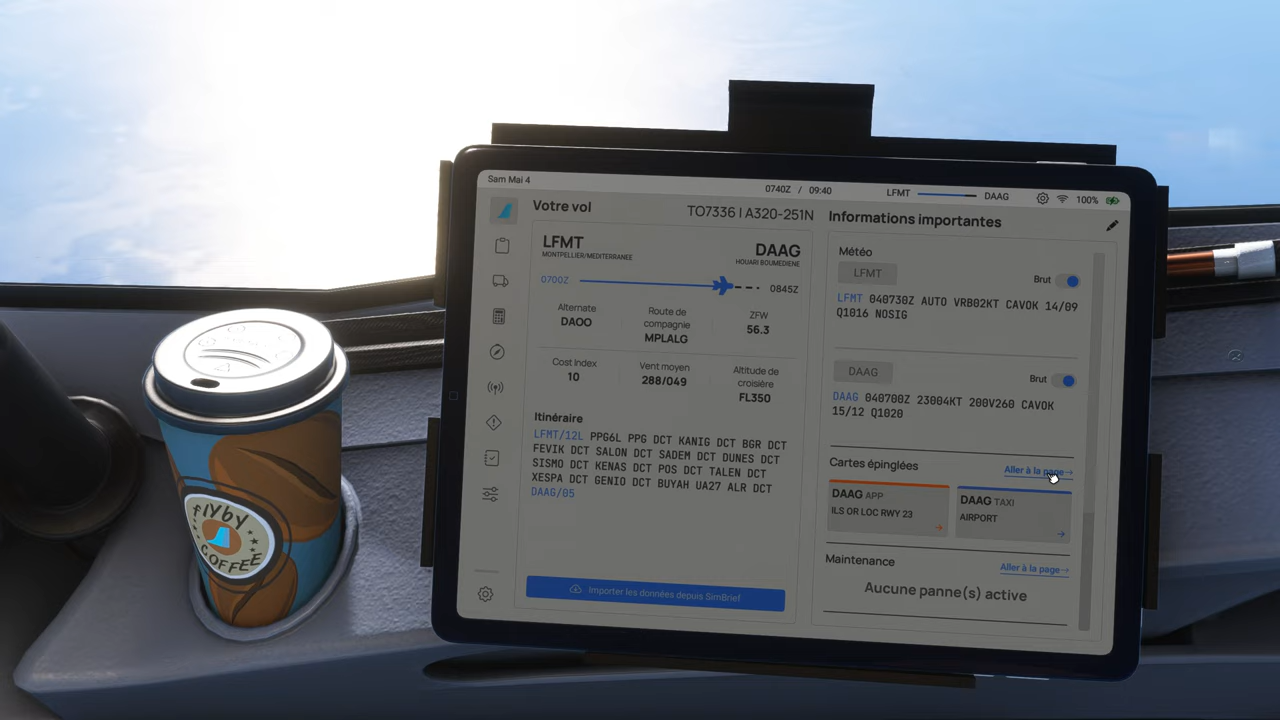 Sam Mai 4
0740Z / 09:40
LFMT
DAAG
100%
Votre vol
TO7336 | A320-251N
LFMT
MONTPELLIER/MEDITERRANEE
DAAG
HOUARI BOUMEDIENE
0700Z
0845Z
Alternate
DAOO
Route de
compagnie
MPLALG
ZFW
56.3
Cost Index
10
Vent moyen
288/049
Altitude de
croisière
FL350
Itinéraire
LFMT/12L PPG6L PPG DCT KANIG DCT BGR DCT
FEVIK DCT SALON DCT SADEM DCT DUNES DCT
SISMO DCT KENAS DCT POS DCT TALEN DCT
XESPA DCT GENIO DCT BUYAH UA27 ALR DCT
DAAG/05
Importer les données depuis SimBrief
Informations importantes
Météo
LFMT
Brut
LFMT 040730Z AUTO VRB02KT CAVOK 14/09
Q1016 NOSIG
DAAG
Brut
DAAG 040700Z 23004KT 200V260 CAVOK
15/12 Q1020
Cartes épinglées
Aller à la page→
DAAG APP
ILS OR LOC RWY 23
DAAG TAXI
AIRPORT
Maintenance
Aller à la page→
Aucune panne(s) active
flyby
COFFEE